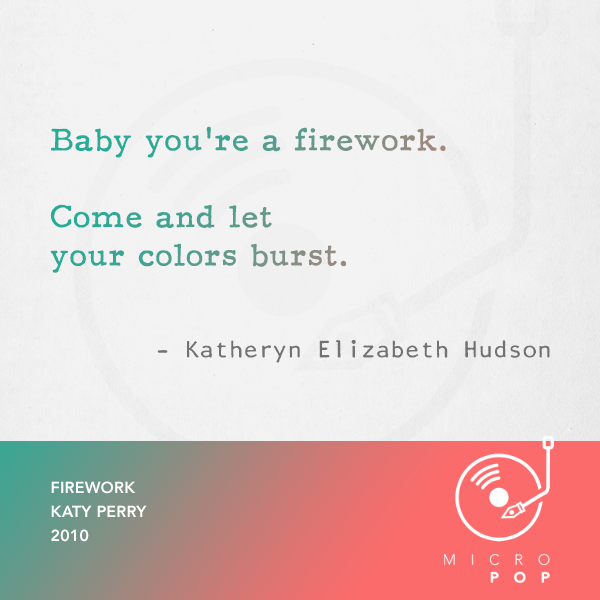 Baby you're a firework.
Come and let
your colors burst.
– Katheryn Elizabeth Hudson
FIREWORK
KATY PERRY
2010
MICRO
POP